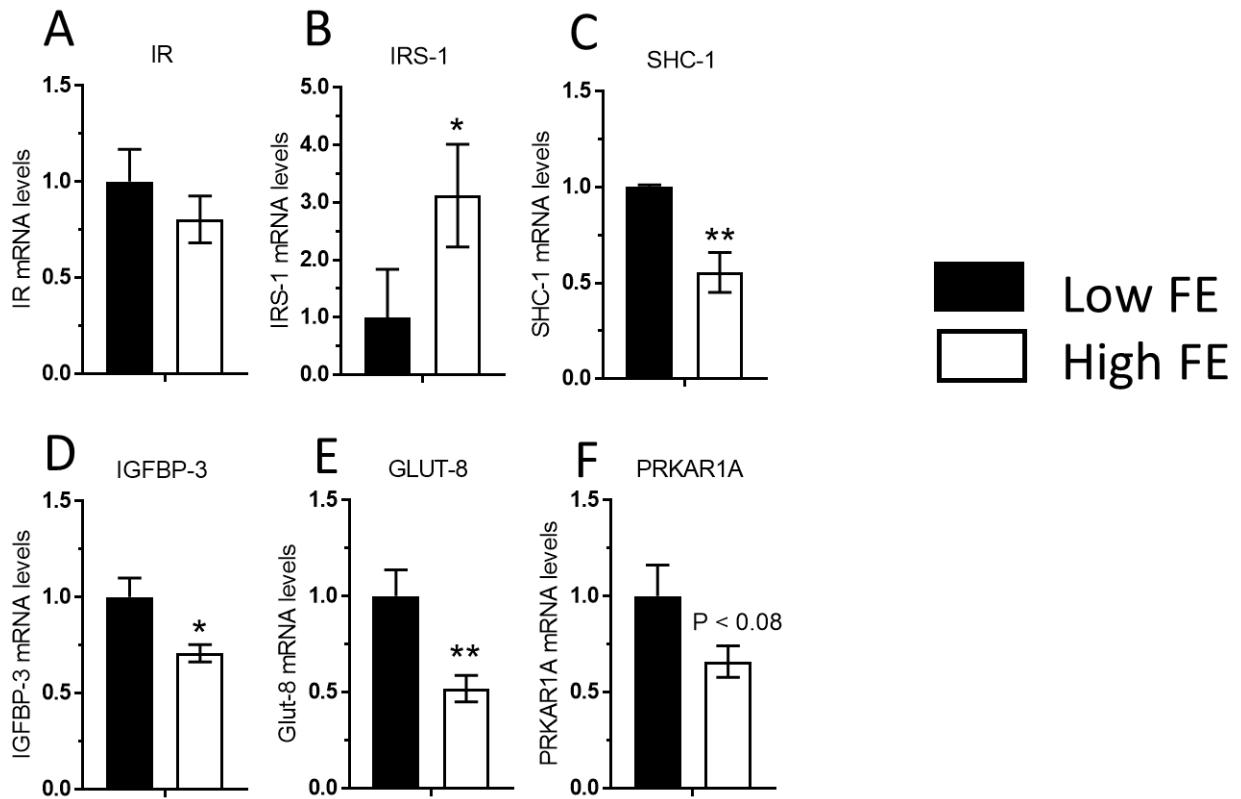 A
IR
IR mRNA levels
1.5
1.0
0.5
0.0
B
IRS-1
IRS-1 mRNA levels
5.0
4.0
3.0
2.0
1.0
0.0
*
C
SHC-1
SHC-1 mRNA levels
1.5
1.0
0.5
0.0
**
Low FE
High FE
D
IGFBP-3
IGFBP-3 mRNA levels
1.5
1.0
0.5
0.0
*
E
GLUT-8
Glut-8 mRNA levels
1.5
1.0
0.5
0.0
**
F
PRKAR1A
PRKAR1A mRNA levels
1.5
1.0
0.5
0.0
P < 0.08